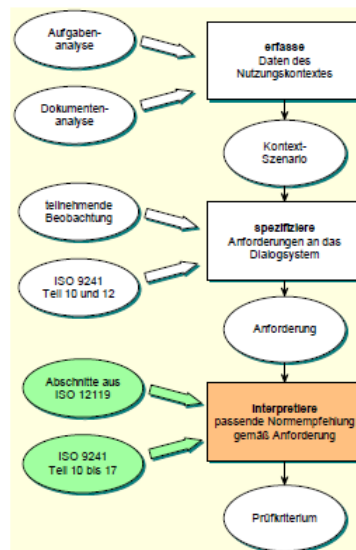 Aufgaben-
analyse
erfasse
Daten des
Nutzungskontextes
Dokumenten-
analyse
Kontext-
Szenario
teilnehmende
Beobachtung
spezifiziere
Anforderungen an das
Dialogsystem
ISO 9241
Teil 10 und 12
Anforderung
Abschnitte aus
ISO 12119
Interpretiere
passende Normempfehlung
gemäß Anforderung
ISO 9241
Teil 10 bis 17
Prüfkriterium